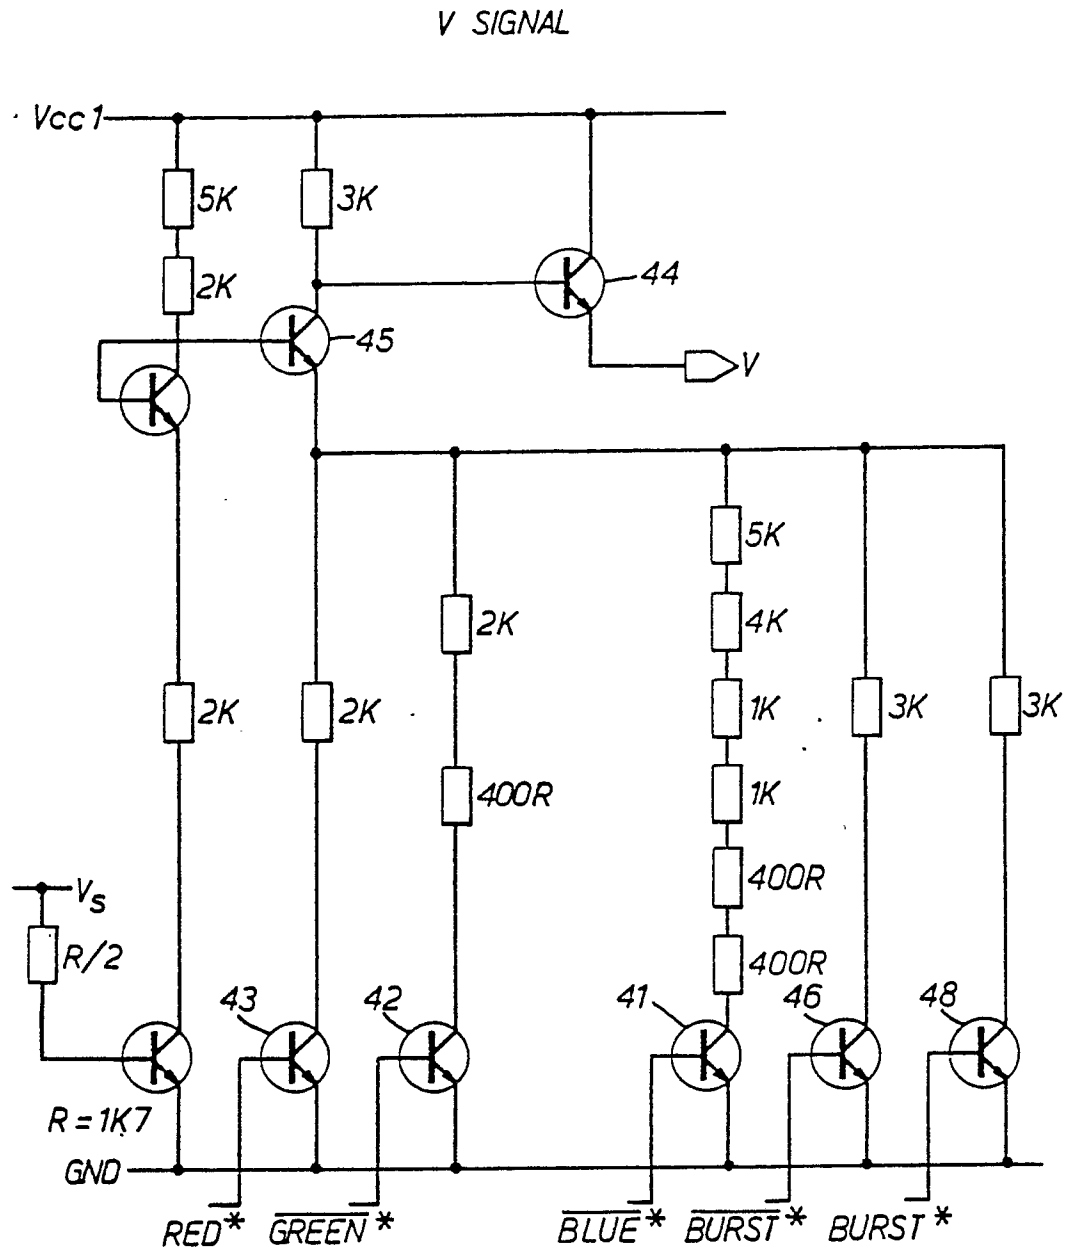 V SIGNAL
Vcc1
5K
3K
2K
44
45
V
5K
2K
4K
2K
2K
1K
3K
3K
400R
1K
Vs
400R
R/2
400R
43
42
41
46
48
R=1K7
GND
RED*
GREEN*
BLUE*
BURST*
BURST*